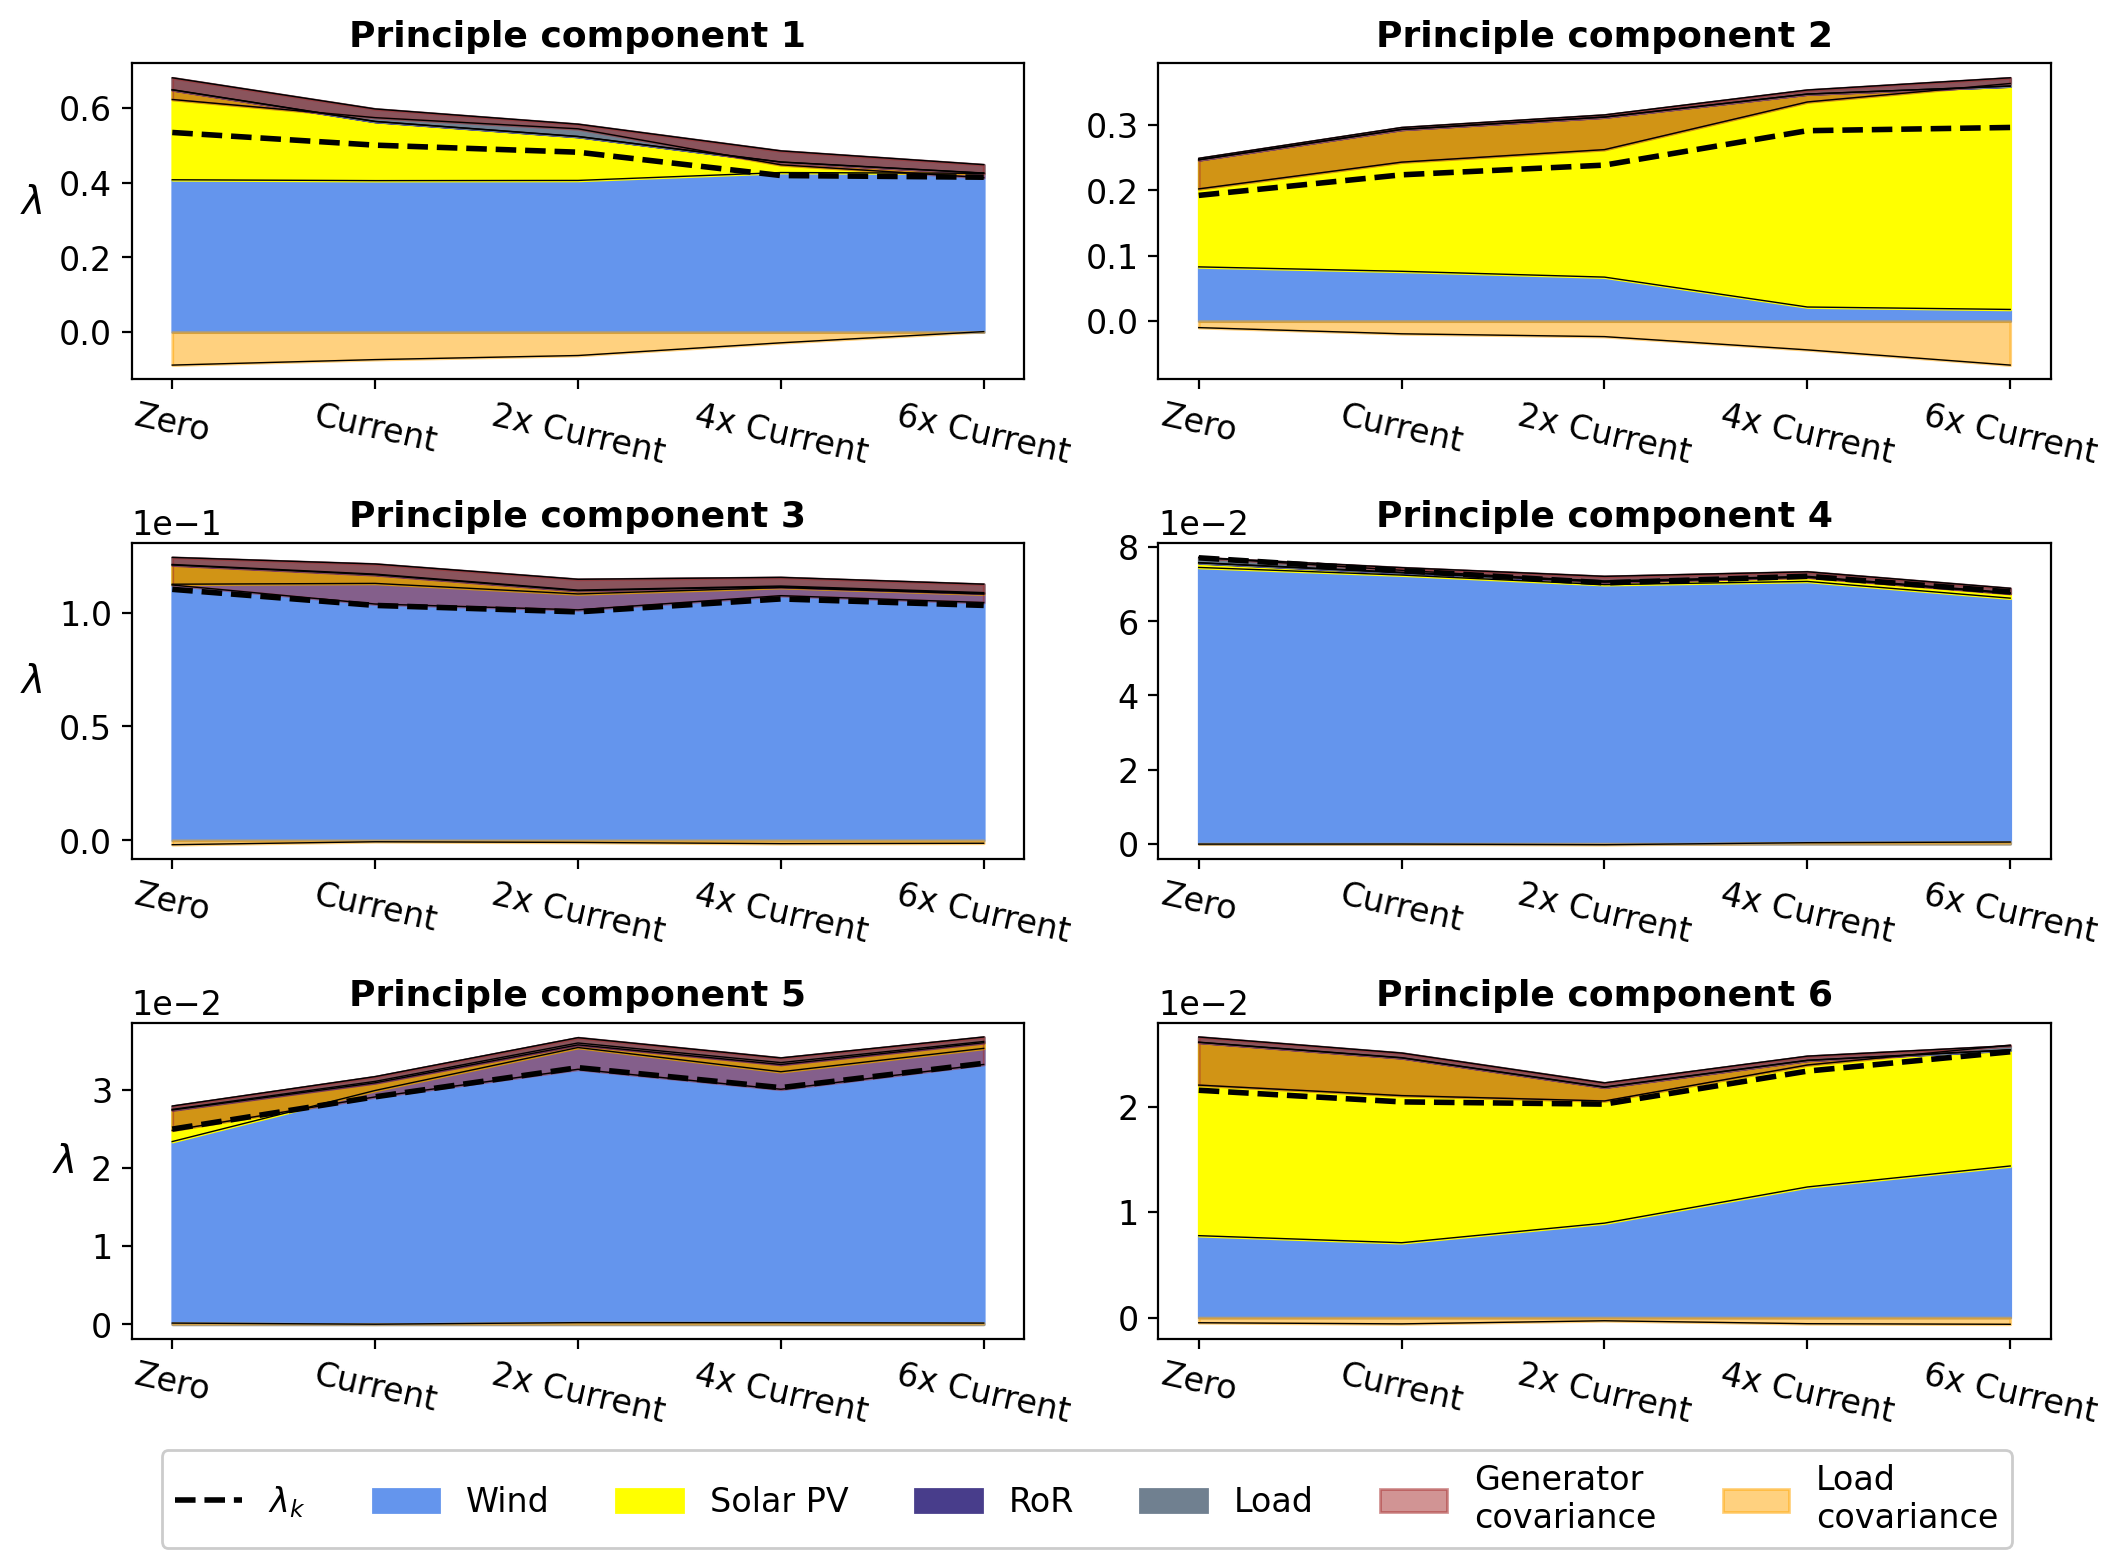 Principle component 1
Principle component 2
λ
0.6
0.4
0.2
0.0
0.3
0.2
0.1
0.0
Zero Current 2x Current 4x Current 6x Current
Zero Current 2x Current 4x Current 6x Current
1e−1
Principle component 3
1e−2
Principle component 4
λ
1.0
0.5
0.0
8
6
4
2
0
Zero Current 2x Current 4x Current 6x Current
Zero Current 2x Current 4x Current 6x Current
1e−2
Principle component 5
1e−2
Principle component 6
λ
3
2
1
0
2
1
0
Zero Current 2x Current 4x Current 6x Current
Zero Current 2x Current 4x Current 6x Current
λₖ
Wind
Solar PV
RoR
Load
Generator
covariance
Load
covariance